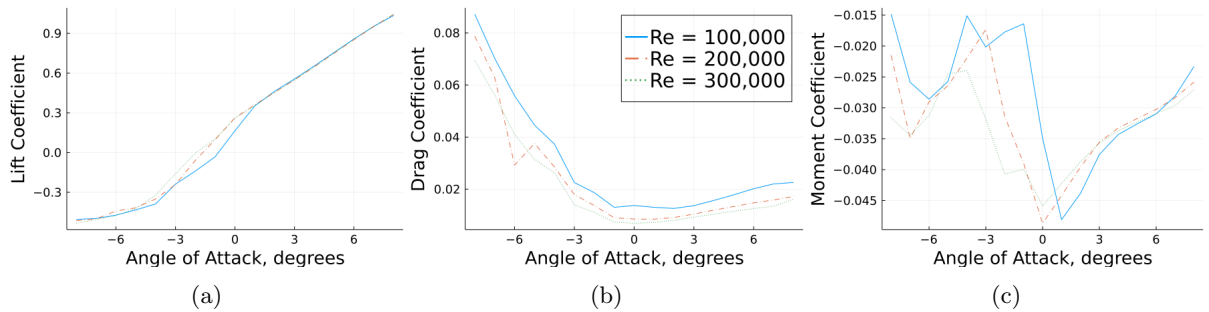 Lift Coefficient
0.9
0.6
0.3
0.0
−0.3
−6 −3 0 3 6
Angle of Attack, degrees
(a)
Drag Coefficient
0.08
0.06
0.04
0.02
−6 −3 0 3 6
Angle of Attack, degrees
Re = 100,000
Re = 200,000
Re = 300,000
(b)
Moment Coefficient
−0.015
−0.020
−0.025
−0.030
−0.035
−0.040
−0.045
−6 −3 0 3 6
Angle of Attack, degrees
(c)